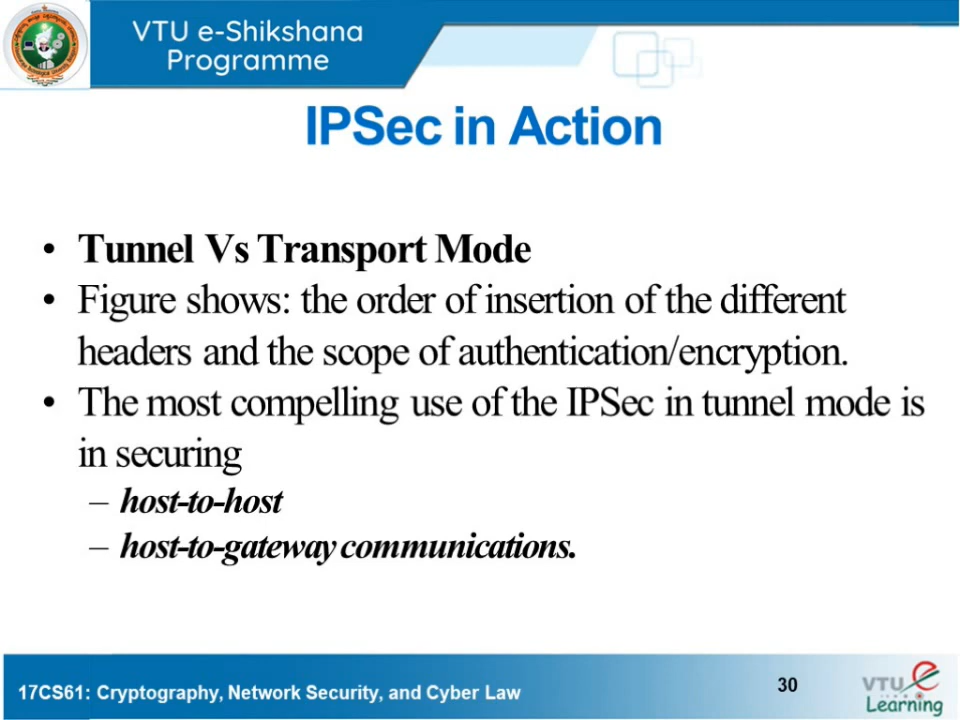 VTU e-Shikshana
Programme
IPSec in Action
• Tunnel Vs Transport Mode
• Figure shows: the order of insertion of the different
headers and the scope of authentication/encryption.
• The most compelling use of the IPSec in tunnel mode is
in securing
– host-to-host
– host-to-gateway communications.
17CS61: Cryptography, Network Security, and Cyber Law
30
VTU e
Learning